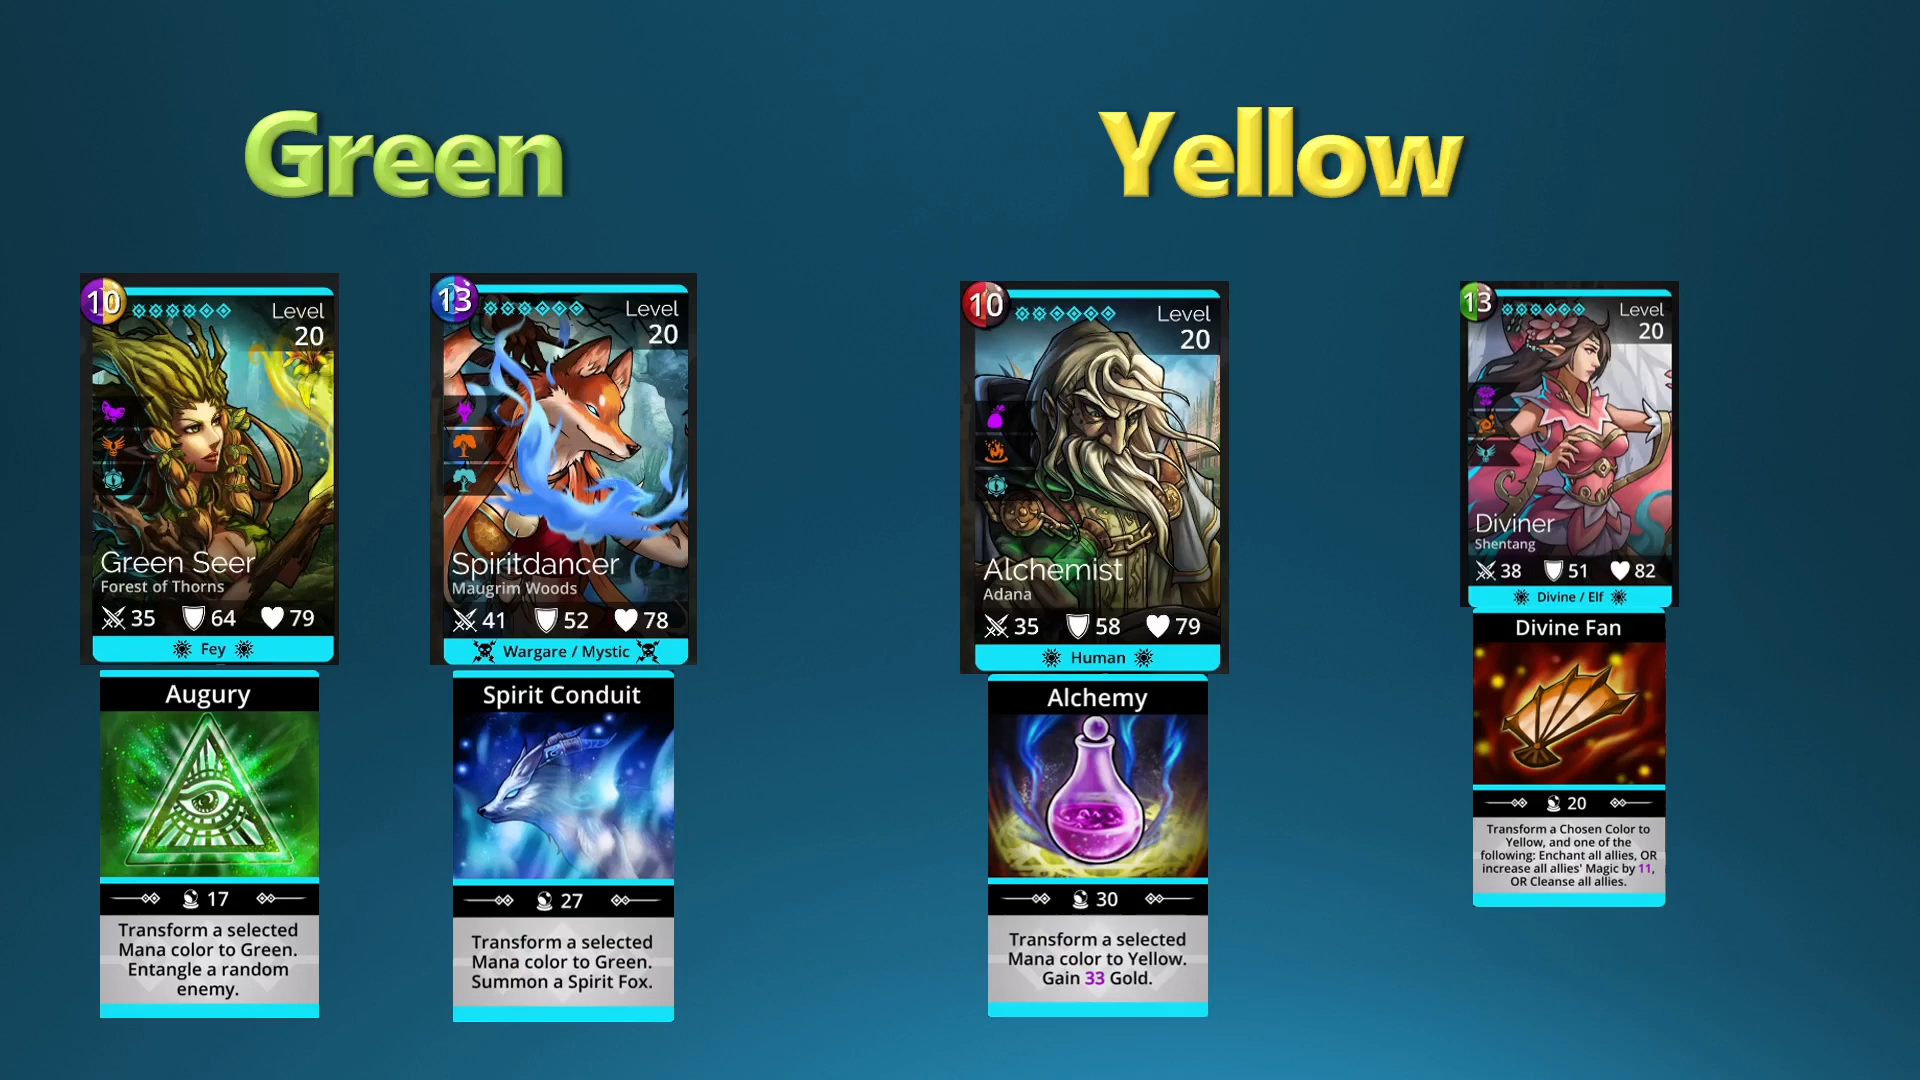 Green
Yellow
10
Level
20
Green Seer
Forest of Thorns
35 64 79
Fey
Augury
17
Transform a selected
Mana color to Green.
Entangle a random
enemy.
13
Level
20
Spiritdancer
Maugrim Woods
41 52 78
Wargare / Mystic
Spirit Conduit
27
Transform a selected
Mana color to Green.
Summon a Spirit Fox.
10
Level
20
Alchemist
Adana
35 58 79
Human
Alchemy
30
Transform a selected
Mana color to Yellow.
Gain 33 Gold.
13
Level
20
Diviner
Shentang
38 51 82
Divine / Elf
Divine Fan
20
Transform a Chosen Color to
Yellow, and one of the
following: Enchant all allies, OR
increase all allies' Magic by 11,
OR Cleanse all allies.